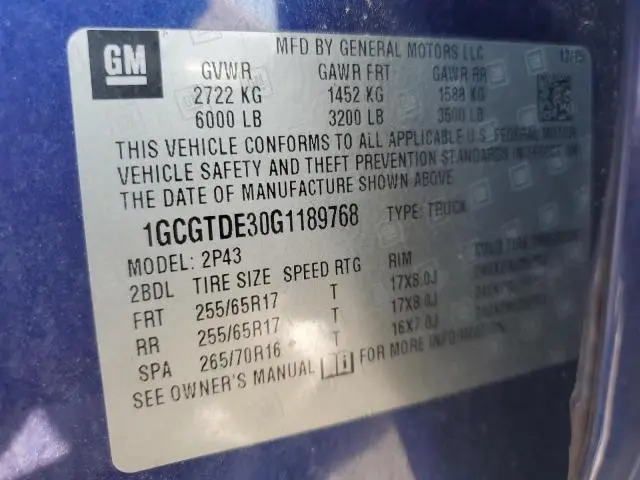 GM
MFD BY GENERAL MOTORS LLC 12/15
GVWR GAWR FRT GAWR RR
2722 KG 1452 KG 1588 KG
6000 LB 3200 LB 3500 LB
THIS VEHICLE CONFORMS TO ALL APPLICABLE U.S. FEDERAL MOTOR
VEHICLE SAFETY AND THEFT PREVENTION STANDARDS IN EFFECT ON
THE DATE OF MANUFACTURE SHOWN ABOVE
1GCGTDE30G1189768 TYPE: TRUCK
MODEL: 2P43
2BDL TIRE SIZE SPEED RTG RIM COLD TIRE
FRT 255/65R17 T 17X8.0J
RR 255/65R17 T 17X8.0J
SPA 265/70R16 T 16X7.0J
SEE OWNER'S MANUAL FOR MORE INFORMATION